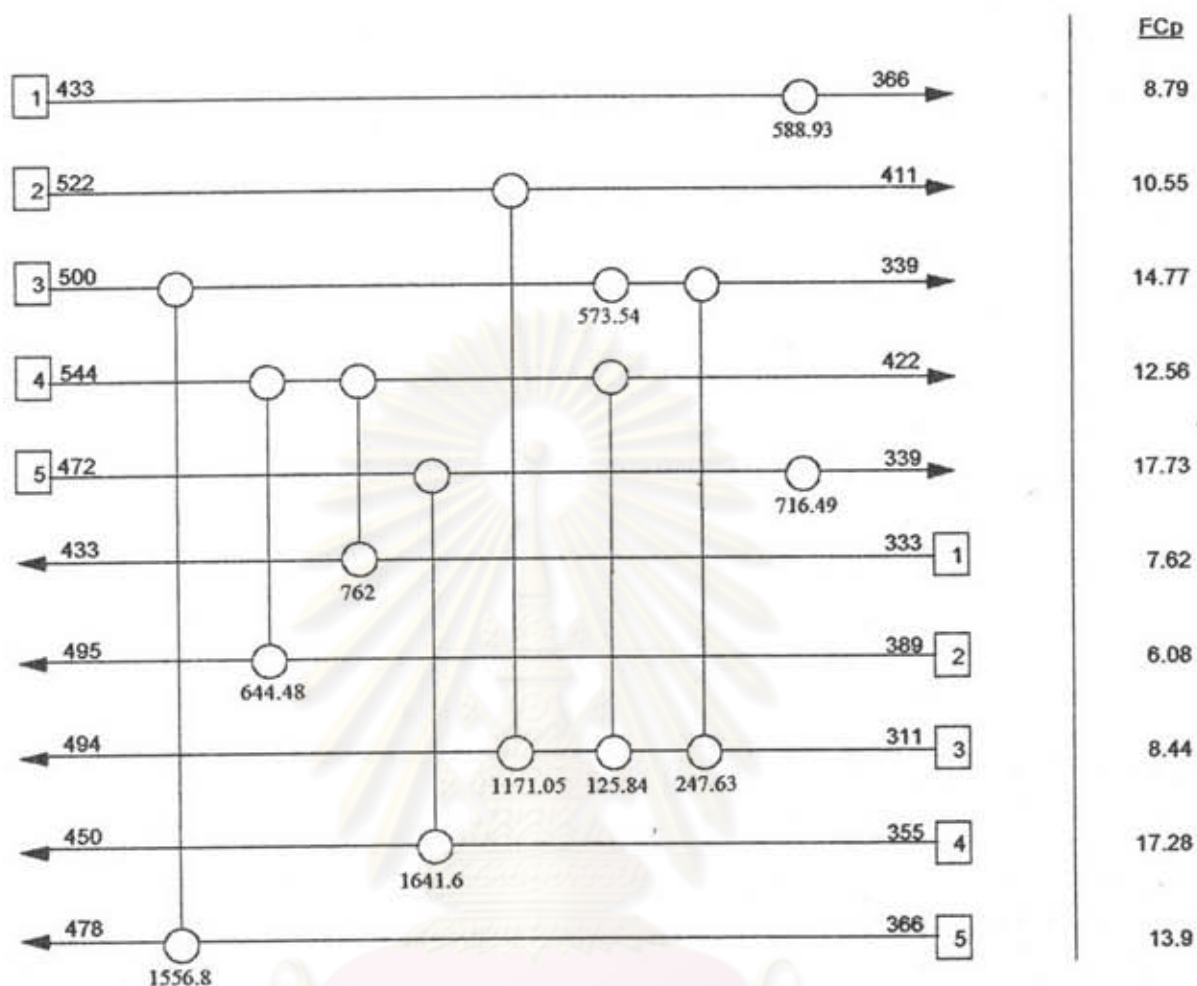 FCp
1 433 366 8.79
588.93
2 522 411 10.55
3 500 339 14.77
573.54
4 544 422 12.56
5 472 339 17.73
716.49
433 333 1 7.62
762
495 389 2 6.08
644.48
494 311 3 8.44
1171.05 125.84 247.63
450 355 4 17.28
1641.6
478 366 5 13.9
1556.8